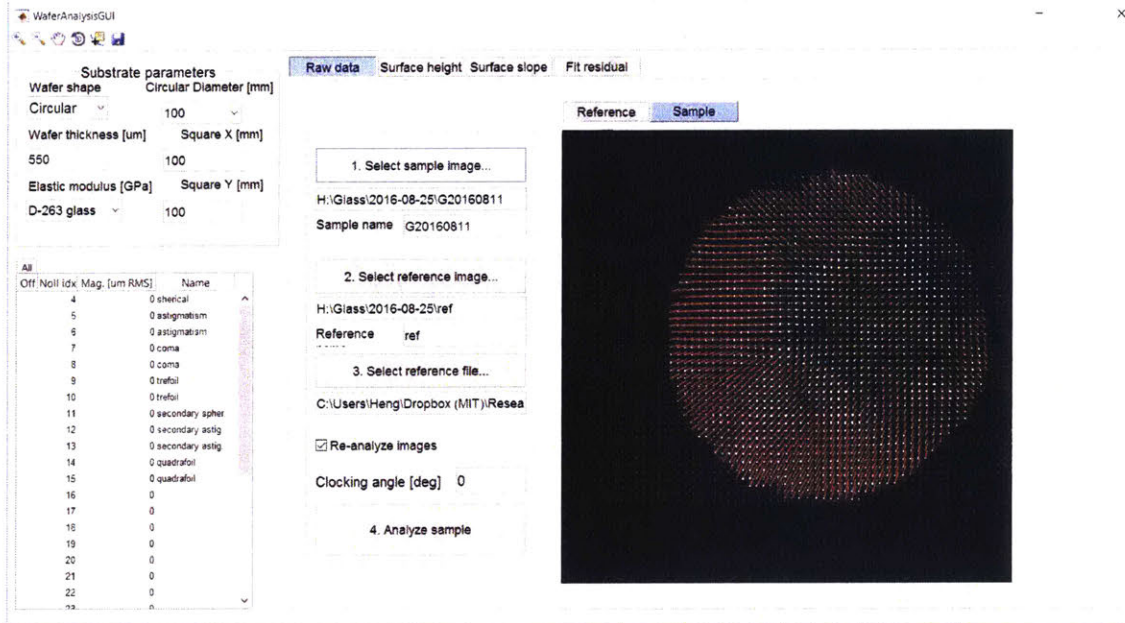 WaferAnalysisGUI
Substrate parameters
Wafer shape Circular Diameter [mm]
Circular 100
Wafer thickness [um] Square X [mm]
550 100
Elastic modulus [GPa] Square Y [mm]
D-263 glass 100
All
Off Noll idx Mag. [um RMS] Name
4 0 sherical
5 0 astigmatism
6 0 astigmatism
7 0 coma
8 0 coma
9 0 trefoil
10 0 trefoil
11 0 secondary spher
12 0 secondary astig
13 0 secondary astig
14 0 quadrafoil
15 0 quadrafoil
16 0
17 0
18 0
19 0
20 0
21 0
22 0
23 0
Raw data Surface height Surface slope Fit residual
1. Select sample image...
H:\Glass\2016-08-25\G20160811
Sample name G20160811
2. Select reference image...
H:\Glass\2016-08-25\ref
Reference ref
3. Select reference file...
C:\Users\Heng\Dropbox (MIT)\Resea
Re-analyze images
Clocking angle [deg] 0
4. Analyze sample
Reference Sample